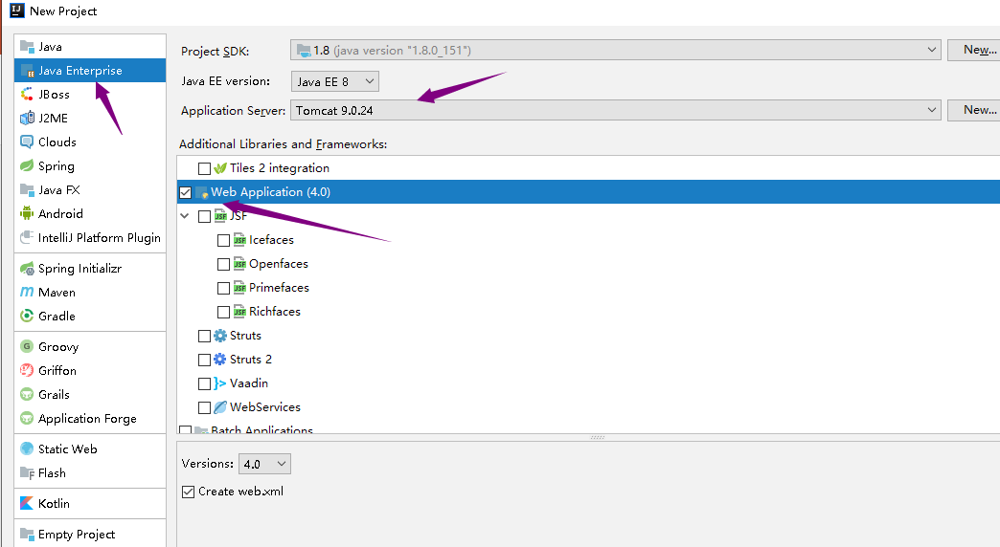 New Project
Java
Java Enterprise
JBoss
J2ME
Clouds
Spring
Java FX
Android
IntelliJ Platform Plugin
Spring Initializr
Maven
Gradle
Groovy
Griffon
Grails
Application Forge
Static Web
Flash
Kotlin
Empty Project
Project SDK: 1.8 (java version "1.8.0_151") New...
Java EE version: Java EE 8
Application Server: Tomcat 9.0.24 New...
Additional Libraries and Frameworks:
Tiles 2 integration
Web Application (4.0)
JSF
Icefaces
Openfaces
Primefaces
Richfaces
Struts
Struts 2
Vaadin
WebServices
Batch Applications
Versions: 4.0
Create web.xml